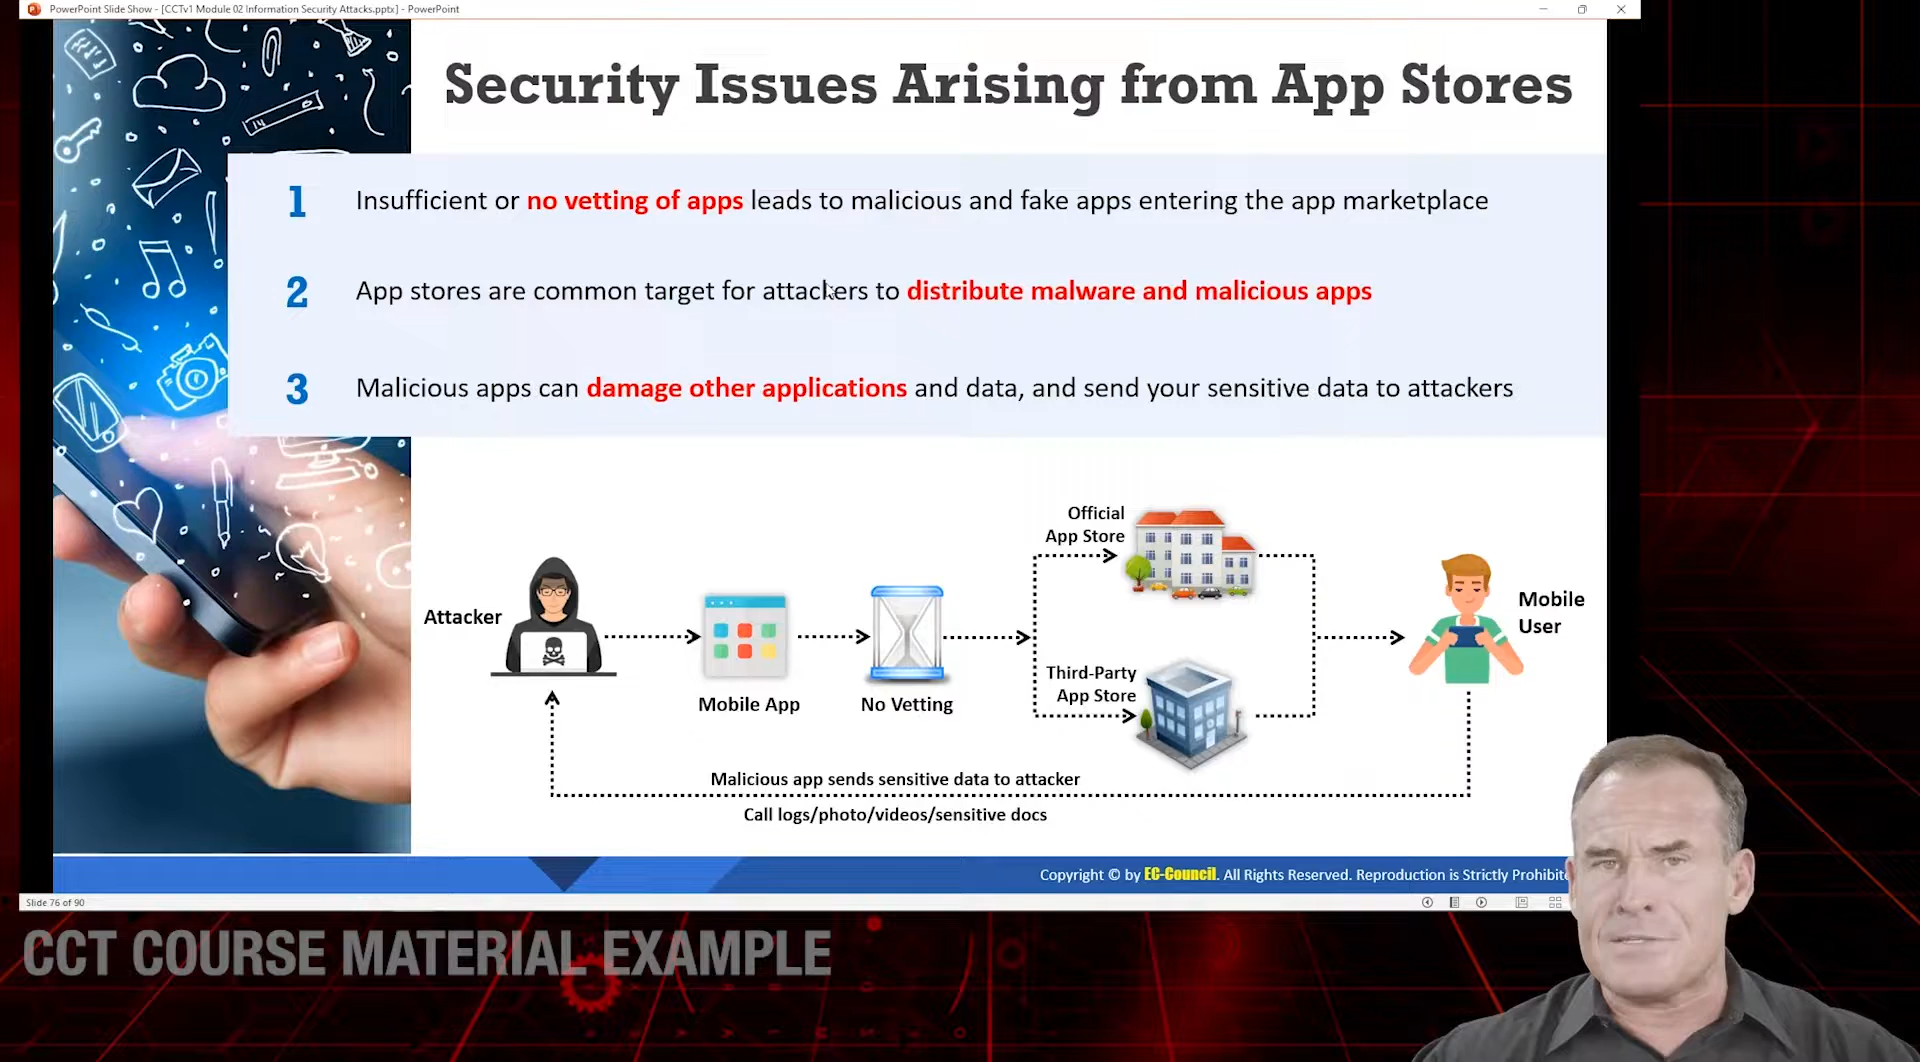 PowerPoint Slide Show - [CCTv1 Module 02 Information Security Attacks.pptx] - PowerPoint
Security Issues Arising from App Stores
1 Insufficient or no vetting of apps leads to malicious and fake apps entering the app marketplace
2 App stores are common target for attackers to distribute malware and malicious apps
3 Malicious apps can damage other applications and data, and send your sensitive data to attackers
Official
App Store
Attacker
Mobile
User
Third-Party
App Store
Mobile App
No Vetting
Malicious app sends sensitive data to attacker
Call logs/photo/videos/sensitive docs
Copyright © by EC-Council. All Rights Reserved. Reproduction is Strictly Prohibite
Slide 76 of 90
CCT COURSE MATERIAL EXAMPLE